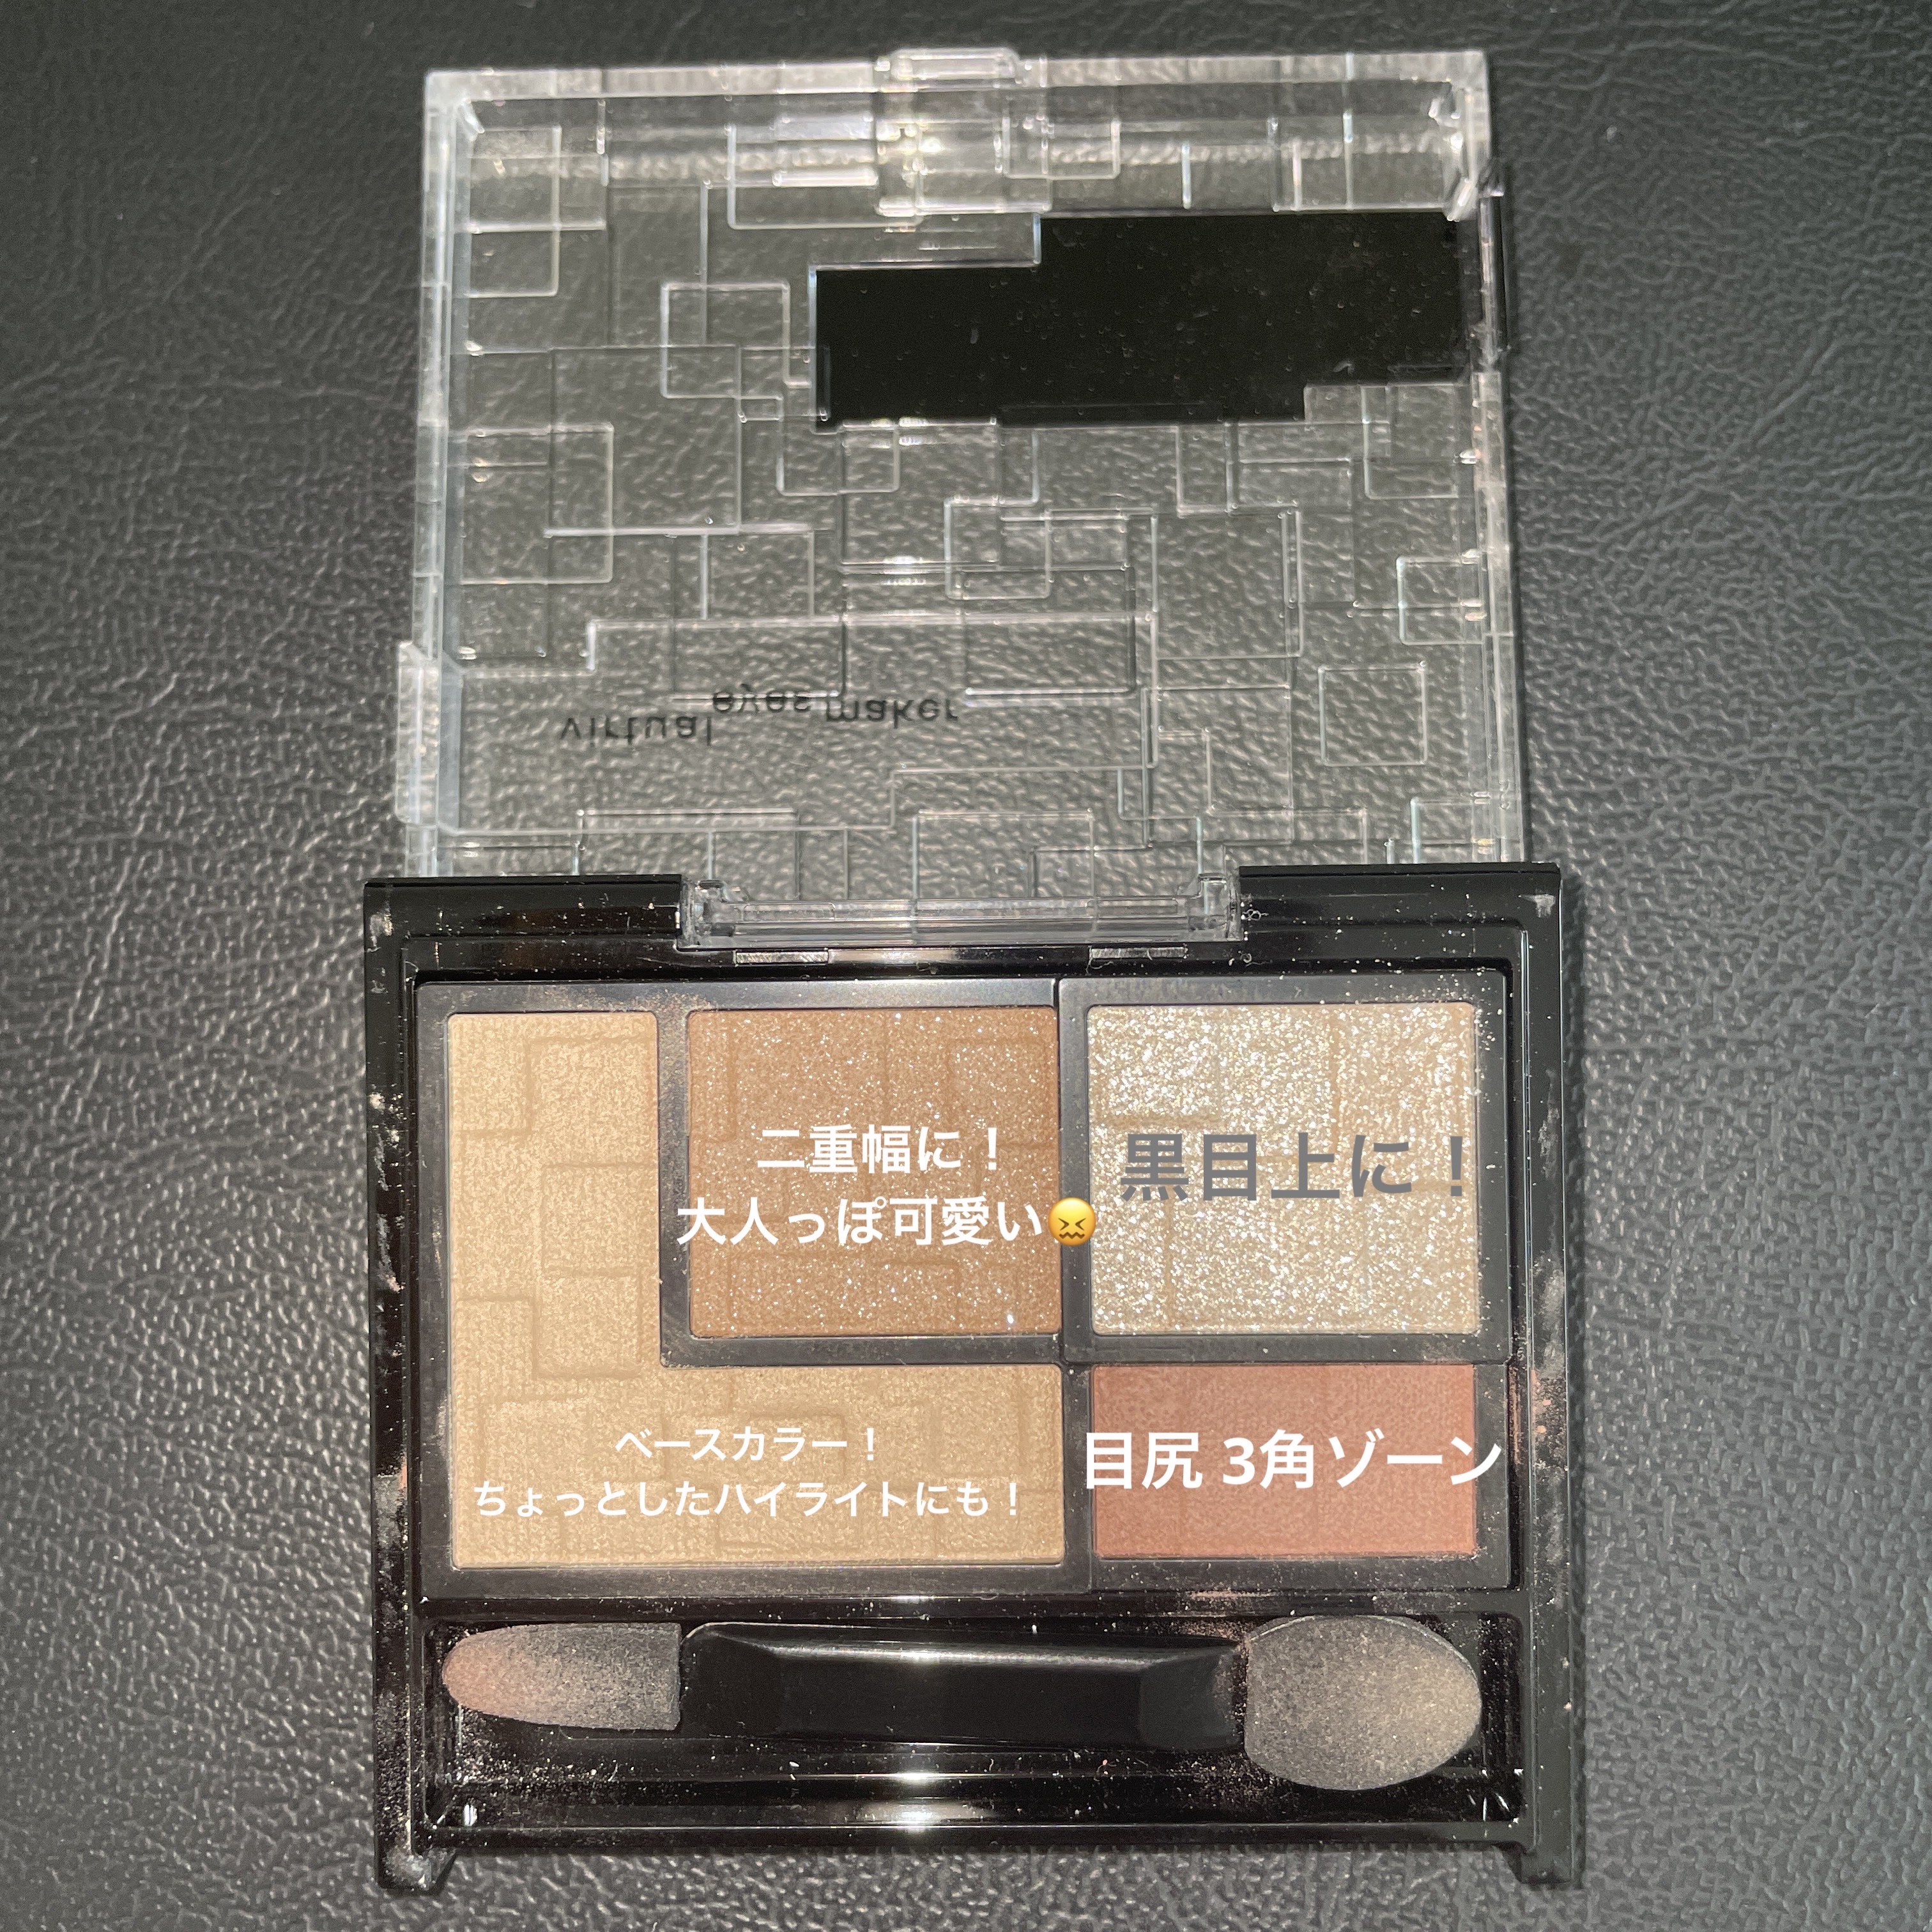 virtual eyes maker
二重幅に！
大人っぽ可愛い😖
黒目上に！
ベースカラー！
ちょっとしたハイライトにも！
目尻 3角ゾーン